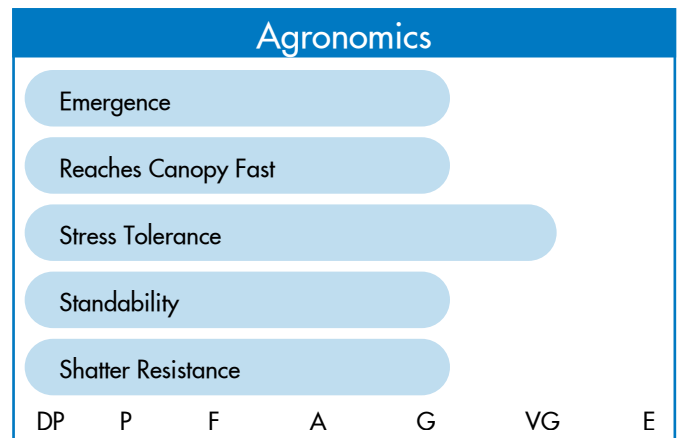 Agronomics
Emergence
Reaches Canopy Fast
Stress Tolerance
Standability
Shatter Resistance
DP P F A G VG E